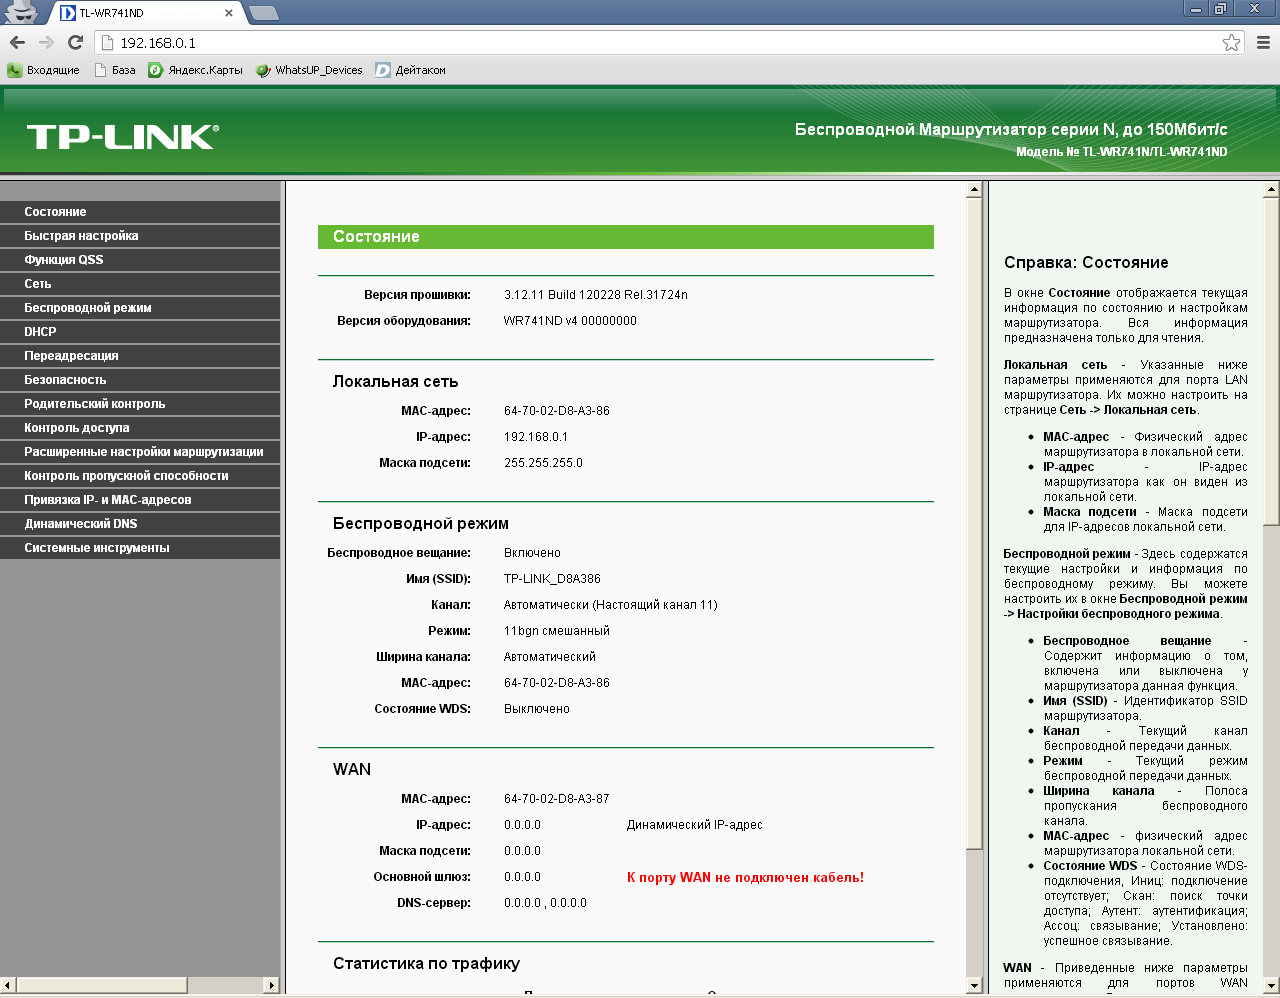 TL-WR741ND
192.168.0.1
Входящие
База
Яндекс.Карты
WhatsUP_Devices
Дейтаком
TP-LINK®
Беспроводной Маршрутизатор серии N, до 150Мбит/с
Модель № TL-WR741N/TL-WR741ND
Состояние
Быстрая настройка
Функция QSS
Сеть
Беспроводной режим
DHCP
Переадресация
Безопасность
Родительский контроль
Контроль доступа
Расширенные настройки маршрутизации
Контроль пропускной способности
Привязка IP- и MAC-адресов
Динамический DNS
Системные инструменты
Состояние
Версия прошивки: 3.12.11 Build 120228 Rel.31724n
Версия оборудования: WR741ND v4 00000000
Локальная сеть
MAC-адрес: 64-70-02-D8-A3-86
IP-адрес: 192.168.0.1
Маска подсети: 255.255.255.0
Беспроводной режим
Беспроводное вещание: Включено
Имя (SSID): TP-LINK_D8A386
Канал: Автоматически (Настоящий канал 11)
Режим: 11bgn смешанный
Ширина канала: Автоматический
MAC-адрес: 64-70-02-D8-A3-86
Состояние WDS: Выключено
WAN
MAC-адрес: 64-70-02-D8-A3-87
IP-адрес: 0.0.0.0 Динамический IP-адрес
Маска подсети: 0.0.0.0
Основной шлюз: 0.0.0.0 К порту WAN не подключен кабель!
DNS-сервер: 0.0.0.0 , 0.0.0.0
Статистика по трафику
Справка: Состояние
В окне Состояние отображается текущая
информация по состоянию и настройкам
маршрутизатора. Вся информация
предназначена только для чтения.
Локальная сеть - Указанные ниже
параметры применяются для порта LAN
маршрутизатора. Их можно настроить на
странице Сеть -> Локальная сеть.
MAC-адрес - Физический адрес
маршрутизатора в локальной сети.
IP-адрес - IP-адрес
маршрутизатора как он виден из
локальной сети.
Маска подсети - Маска подсети
для IP-адресов локальной сети.
Беспроводной режим - Здесь содержатся
текущие настройки и информация по
беспроводному режиму. Вы можете
настроить их в окне Беспроводной режим
-> Настройки беспроводного режима.
Беспроводное вещание -
Содержит информацию о том,
включена или выключена у
маршрутизатора данная функция.
Имя (SSID) - Идентификатор SSID
маршрутизатора.
Канал - Текущий канал
беспроводной передачи данных.
Режим - Текущий режим
беспроводной передачи данных.
Ширина канала - Полоса
пропускания беспроводного
канала.
MAC-адрес - физический адрес
маршрутизатора локальной сети.
Состояние WDS - Состояние WDS-
подключения, Иниц: подключение
отсутствует; Скан: поиск точки
доступа; Аутент: аутентификация;
Ассоц: связывание; Установлено:
успешное связывание.
WAN - Приведенные ниже параметры
применяются для портов WAN